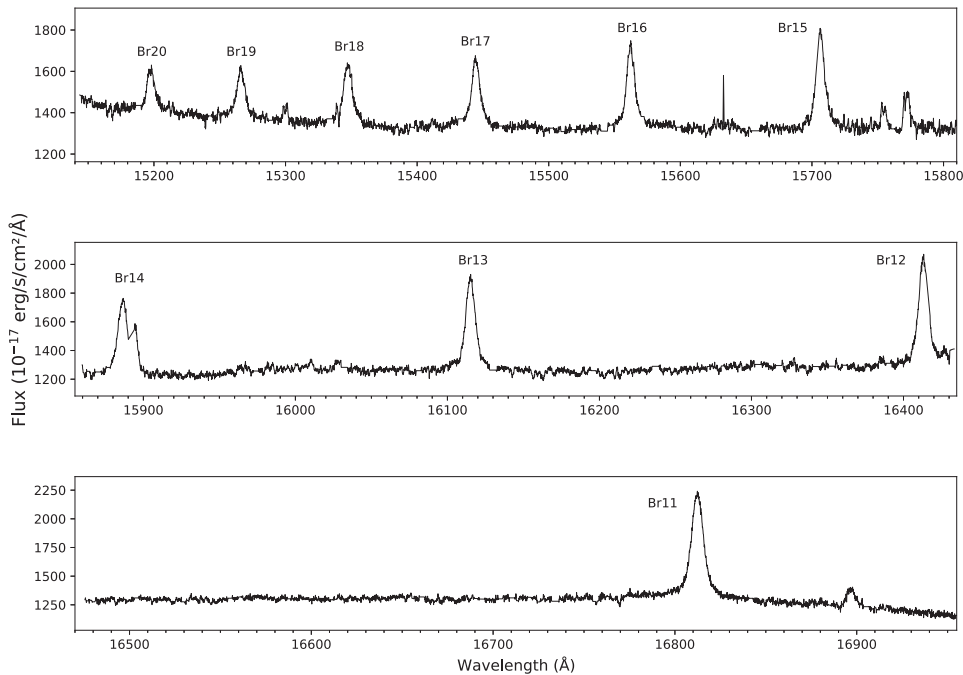 1800
1600
1400
1200
Br20
Br19
Br18
Br17
Br16
Br15
15200
15300
15400
15500
15600
15700
15800
Flux (10⁻¹⁷ erg/s/cm²/Å)
2000
1800
1600
1400
1200
Br14
Br13
Br12
15900
16000
16100
16200
16300
16400
2250
2000
1750
1500
1250
Br11
16500
16600
16700
16800
16900
Wavelength (Å)